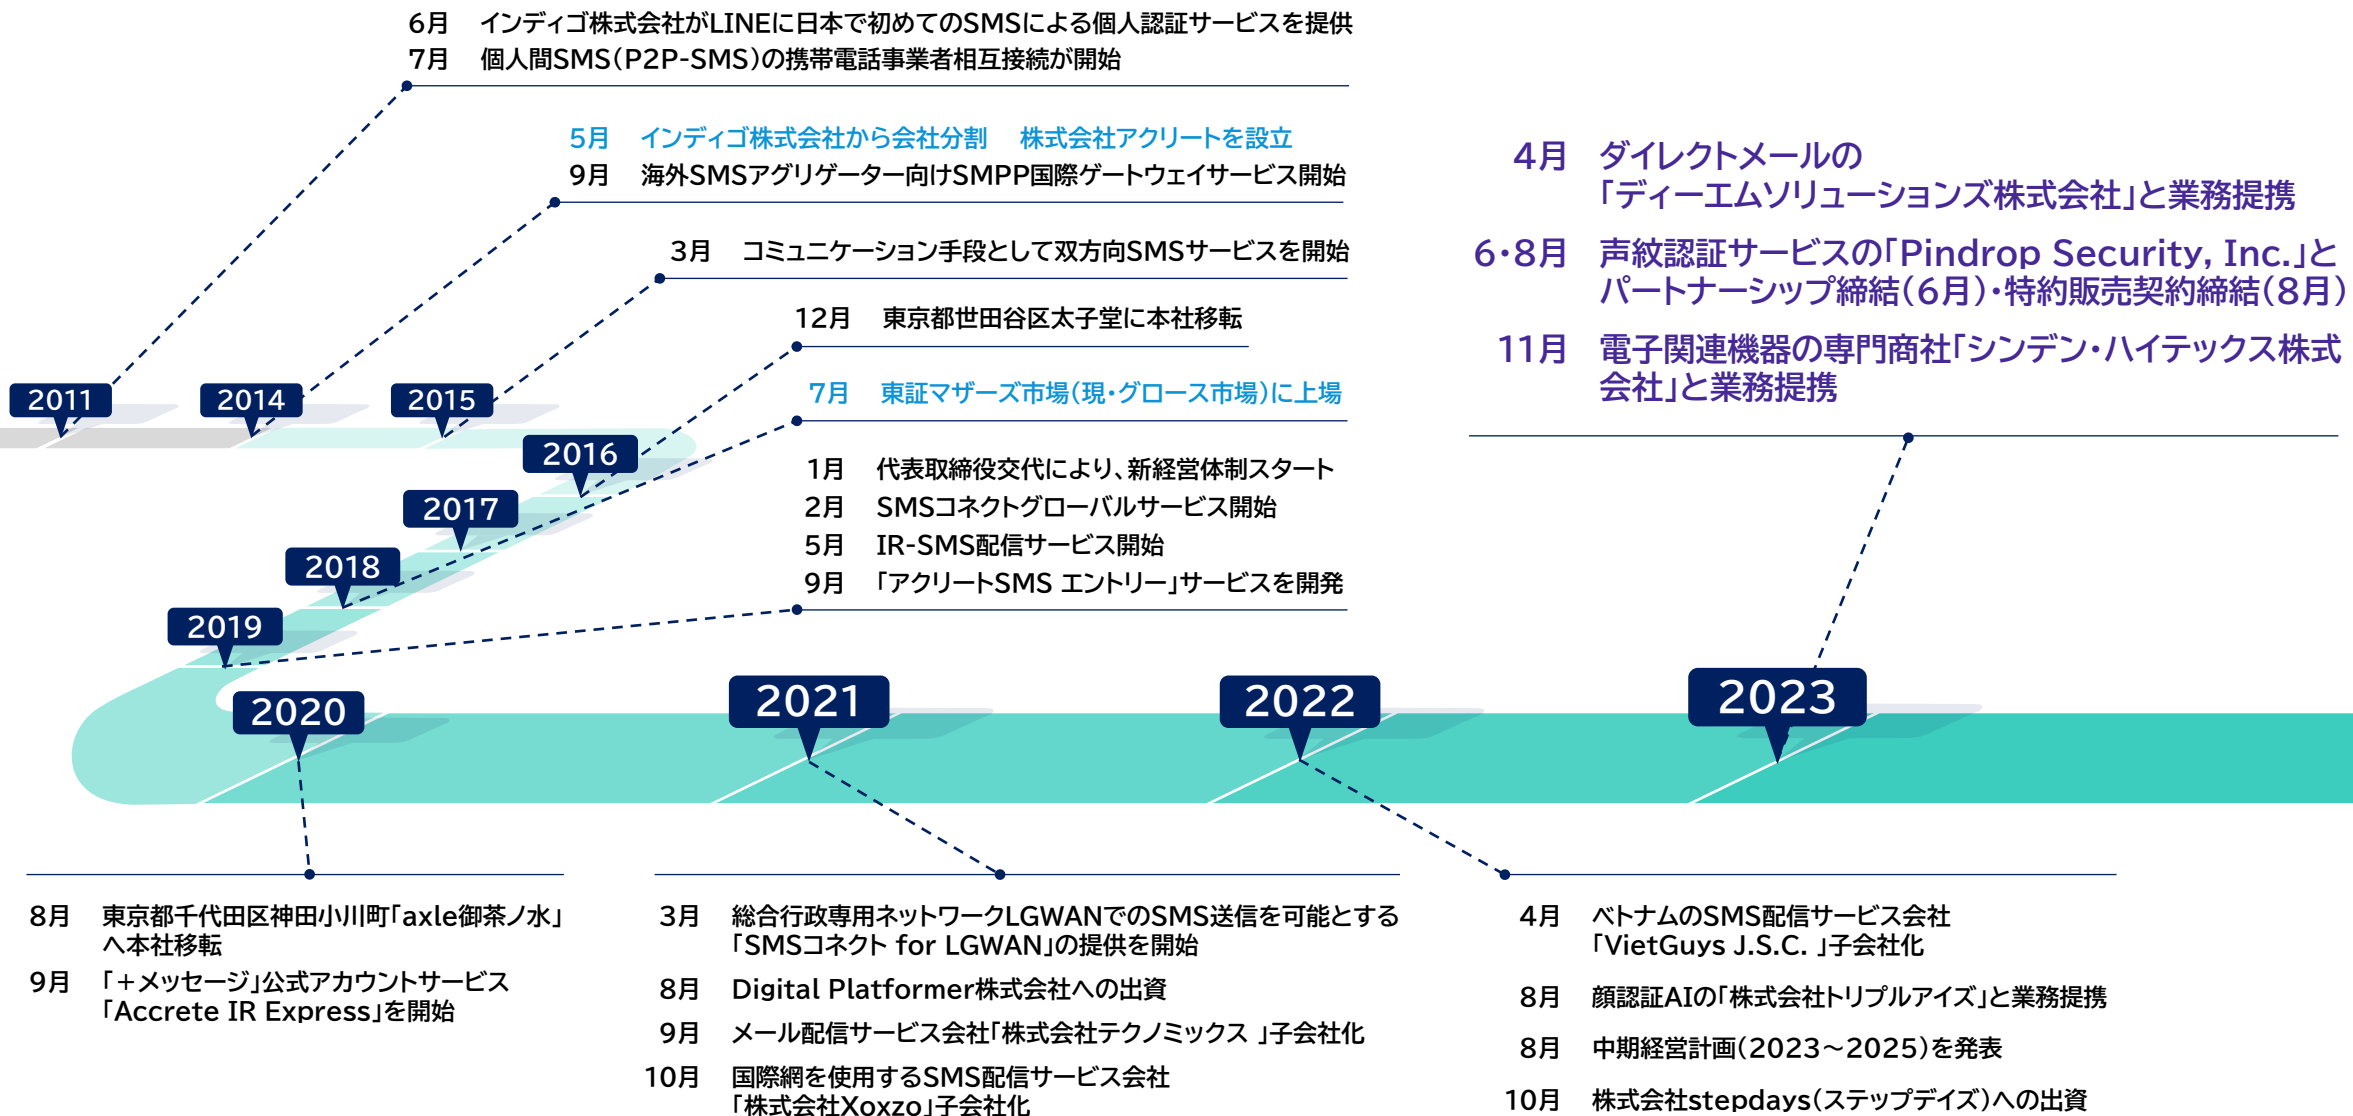 6月 インディゴ株式会社がLINEに日本で初めてのSMSによる個人認証サービスを提供
7月 個人間SMS(P2P-SMS)の携帯電話事業者相互接続が開始
5月 インディゴ株式会社から会社分割 株式会社アクリートを設立
9月 海外SMSアグリゲーター向けSMPP国際ゲートウェイサービス開始
3月 コミュニケーション手段として双方向SMSサービスを開始
12月 東京都世田谷区太子堂に本社移転
7月 東証マザーズ市場(現・グロース市場)に上場
1月 代表取締役交代により、新経営体制スタート
2月 SMSコネクトグローバルサービス開始
5月 IR-SMS配信サービス開始
9月 「アクリートSMS エントリー」サービスを開発
4月 ダイレクトメールの
「ディーエムソリューションズ株式会社」と業務提携
6・8月 声紋認証サービスの「Pindrop Security, Inc.」と
パートナーシップ締結(6月)・特約販売契約締結(8月)
11月 電子関連機器の専門商社「シンデン・ハイテックス株式
会社」と業務提携
2011
2014
2015
2016
2017
2018
2019
2020
2021
2022
2023
8月 東京都千代田区神田小川町「axle御茶ノ水」
へ本社移転
9月 「+メッセージ」公式アカウントサービス
「Accrete IR Express」を開始
3月 総合行政専用ネットワークLGWANでのSMS送信を可能とする
「SMSコネクト for LGWAN」の提供を開始
8月 Digital Platformer株式会社への出資
9月 メール配信サービス会社「株式会社テクノミックス 」子会社化
10月 国際網を使用するSMS配信サービス会社
「株式会社Xoxzo」子会社化
4月 ベトナムのSMS配信サービス会社
「VietGuys J.S.C. 」子会社化
8月 顔認証AIの「株式会社トリプルアイズ」と業務提携
8月 中期経営計画(2023～2025)を発表
10月 株式会社stepdays(ステップデイズ)への出資